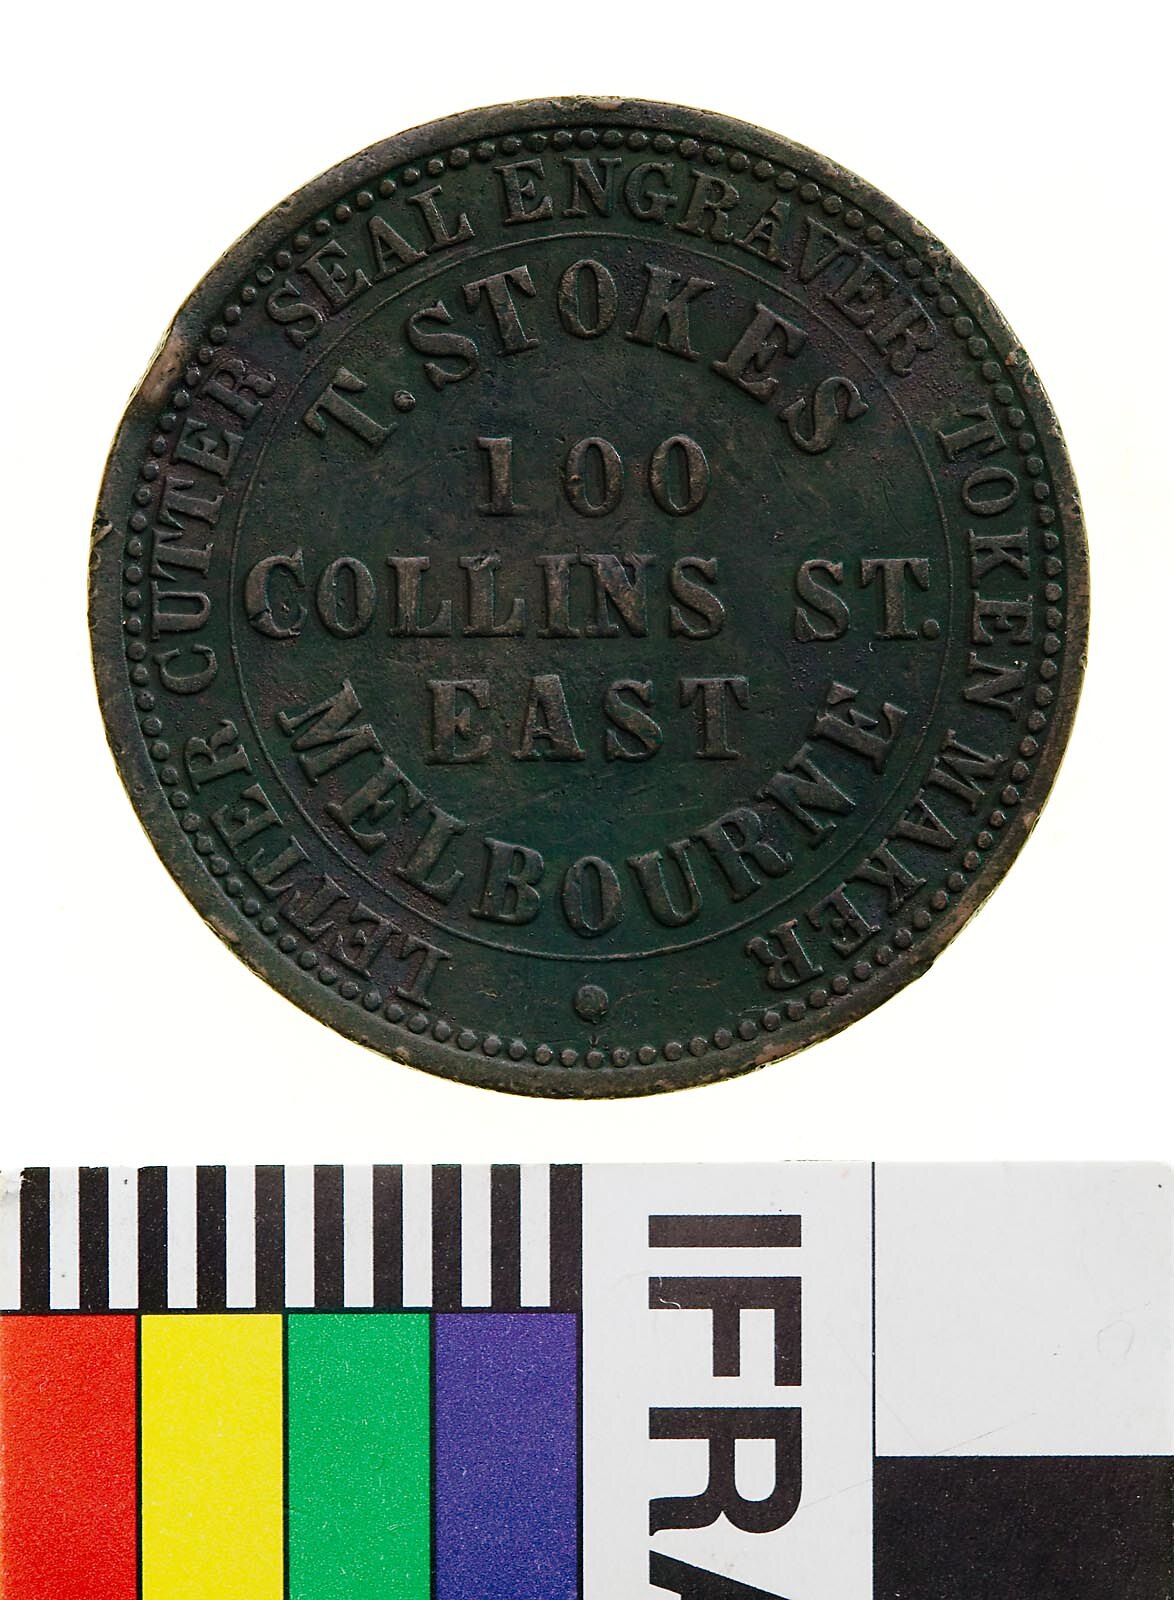 LETTER CUTTER SEAL ENGRAVER TOKEN MAKER
T. STOKES
100
COLLINS ST.
EAST
MELBOURNE
IFRA